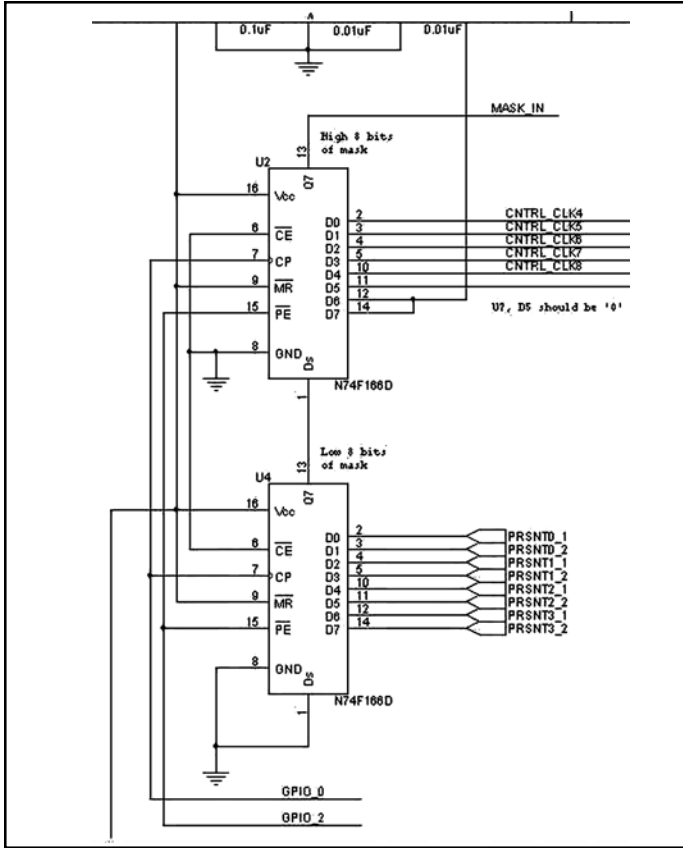 0.1uF 0.01uF 0.01uF
MASK_IN
High 8 bits
of mask
U2
13
Q7
16 Vcc
6 CE
7 CP
9 MR
15 PE
8 GND
Ds
D0 2 CNTRL_CLK4
D1 3 CNTRL_CLK5
D2 4 CNTRL_CLK6
D3 5 CNTRL_CLK7
D4 10 CNTRL_CLK8
D5 11
D6 12
D7 14
U?, D5 should be '0'
N74F166D
1
Low 8 bits
of mask
U4
13
Q7
16 Vcc
6 CE
7 CP
9 MR
15 PE
8 GND
Ds
D0 2 PRSNT0_1
D1 3 PRSNT0_2
D2 4 PRSNT1_1
D3 5 PRSNT1_2
D4 10 PRSNT2_1
D5 11 PRSNT2_2
D6 12 PRSNT3_1
D7 14 PRSNT3_2
N74F166D
1
GPIO_0
GPIO_2